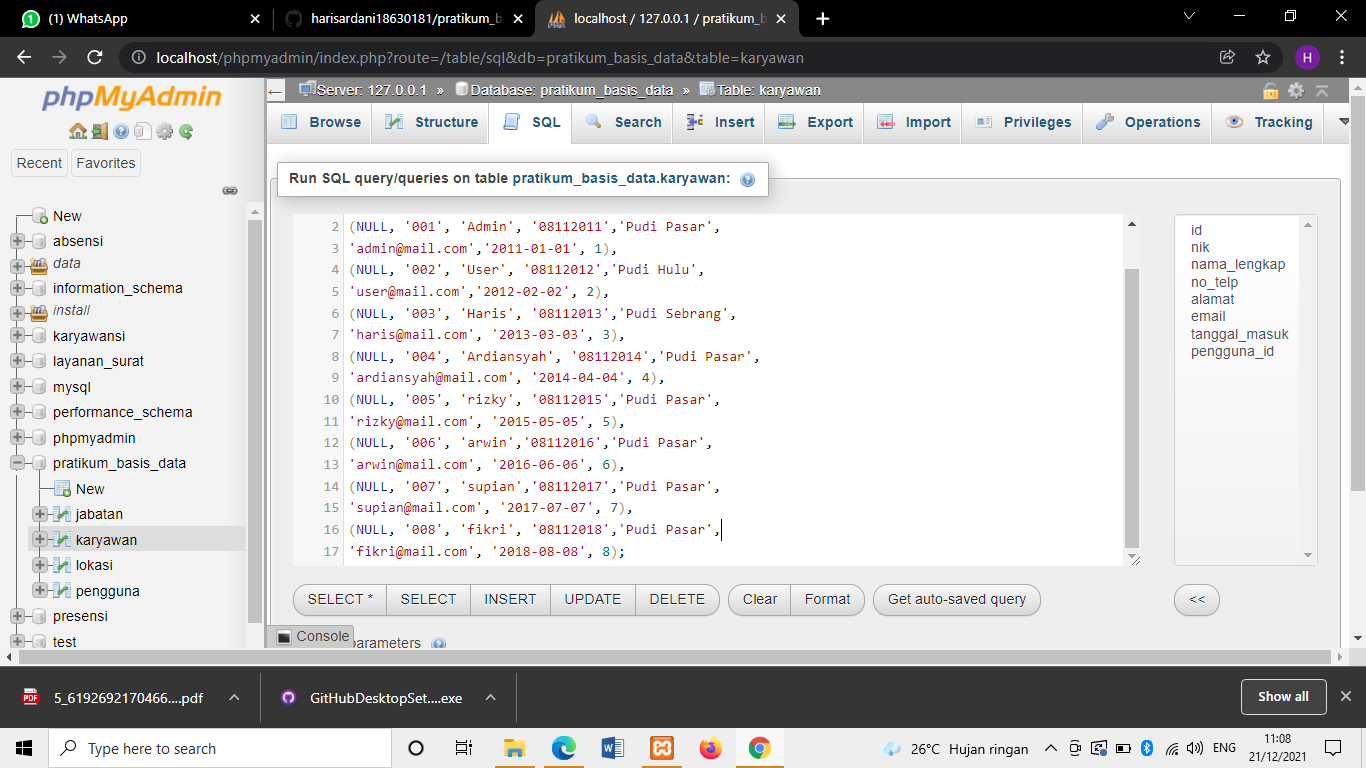 (1) WhatsApp
harisardani18630181/pratikum_b
localhost / 127.0.0.1 / pratikum_b
localhost/phpmyadmin/index.php?route=/table/sql&db=pratikum_basis_data&table=karyawan
H
phpMyAdmin
Recent
Favorites
New
absensi
data
information_schema
install
karyawansi
layanan_surat
mysql
performance_schema
phpmyadmin
pratikum_basis_data
New
jabatan
karyawan
lokasi
pengguna
presensi
test
Server: 127.0.0.1 » Database: pratikum_basis_data » Table: karyawan
Browse
Structure
SQL
Search
Insert
Export
Import
Privileges
Operations
Tracking
Run SQL query/queries on table pratikum_basis_data.karyawan:
2 (NULL, '001', 'Admin', '08112011','Pudi Pasar',
3 'admin@mail.com','2011-01-01', 1),
4 (NULL, '002', 'User', '08112012','Pudi Hulu',
5 'user@mail.com','2012-02-02', 2),
6 (NULL, '003', 'Haris', '08112013','Pudi Sebrang',
7 'haris@mail.com', '2013-03-03', 3),
8 (NULL, '004', 'Ardiansyah', '08112014','Pudi Pasar',
9 'ardiansyah@mail.com', '2014-04-04', 4),
10 (NULL, '005', 'rizky', '08112015','Pudi Pasar',
11 'rizky@mail.com', '2015-05-05', 5),
12 (NULL, '006', 'arwin','08112016','Pudi Pasar',
13 'arwin@mail.com', '2016-06-06', 6),
14 (NULL, '007', 'supian','08112017','Pudi Pasar',
15 'supian@mail.com', '2017-07-07', 7),
16 (NULL, '008', 'fikri', '08112018','Pudi Pasar',
17 'fikri@mail.com', '2018-08-08', 8);
id
nik
nama_lengkap
no_telp
alamat
email
tanggal_masuk
pengguna_id
SELECT *
SELECT
INSERT
UPDATE
DELETE
Clear
Format
Get auto-saved query
<<
Console
parameters
5_6192692170466....pdf
GitHubDesktopSet....exe
Show all
Type here to search
26°C Hujan ringan
ENG
11:08
21/12/2021